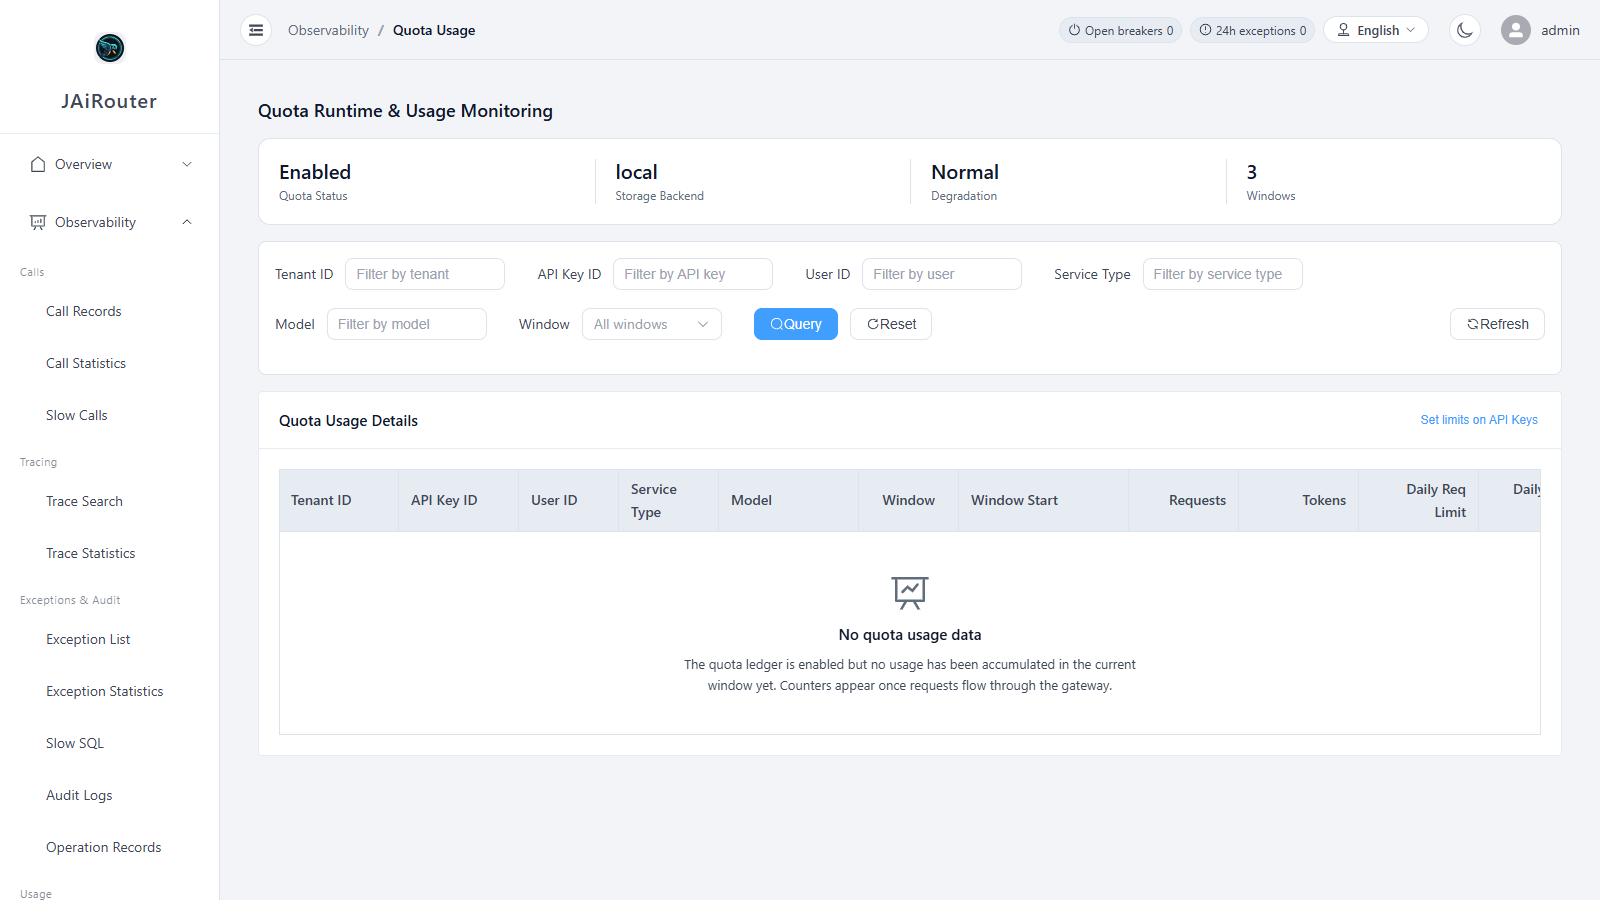 JAiRouter
Overview
Observability
Calls
Call Records
Call Statistics
Slow Calls
Tracing
Trace Search
Trace Statistics
Exceptions & Audit
Exception List
Exception Statistics
Slow SQL
Audit Logs
Operation Records
Usage
Observability / Quota Usage
Open breakers 0
24h exceptions 0
English
admin
Quota Runtime & Usage Monitoring
Enabled
Quota Status
local
Storage Backend
Normal
Degradation
3
Windows
Tenant ID Filter by tenant
API Key ID Filter by API key
User ID Filter by user
Service Type Filter by service type
Model Filter by model
Window All windows
Query
Reset
Refresh
Quota Usage Details
Set limits on API Keys
Tenant ID
API Key ID
User ID
Service
Type
Model
Window
Window Start
Requests
Tokens
Daily Req
Limit
Daily
No quota usage data
The quota ledger is enabled but no usage has been accumulated in the current
window yet. Counters appear once requests flow through the gateway.